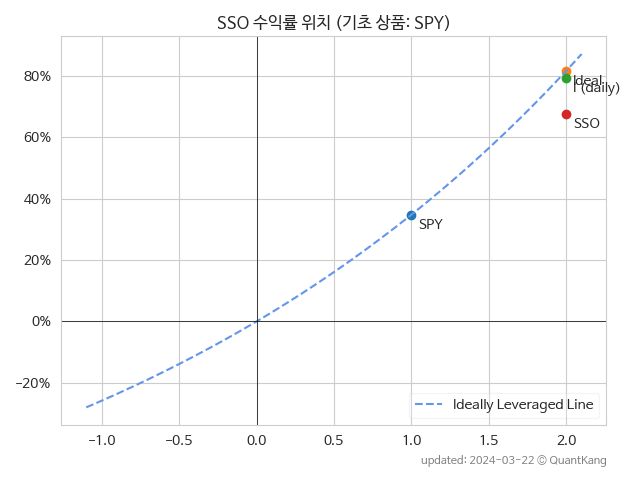 SSO 수익률 위치 (기초 상품: SPY)
80%
60%
40%
20%
0%
−20%
Ideal
l (daily)
SSO
SPY
Ideally Leveraged Line
−1.0 −0.5 0.0 0.5 1.0 1.5 2.0
updated: 2024-03-22 ⓒ QuantKang